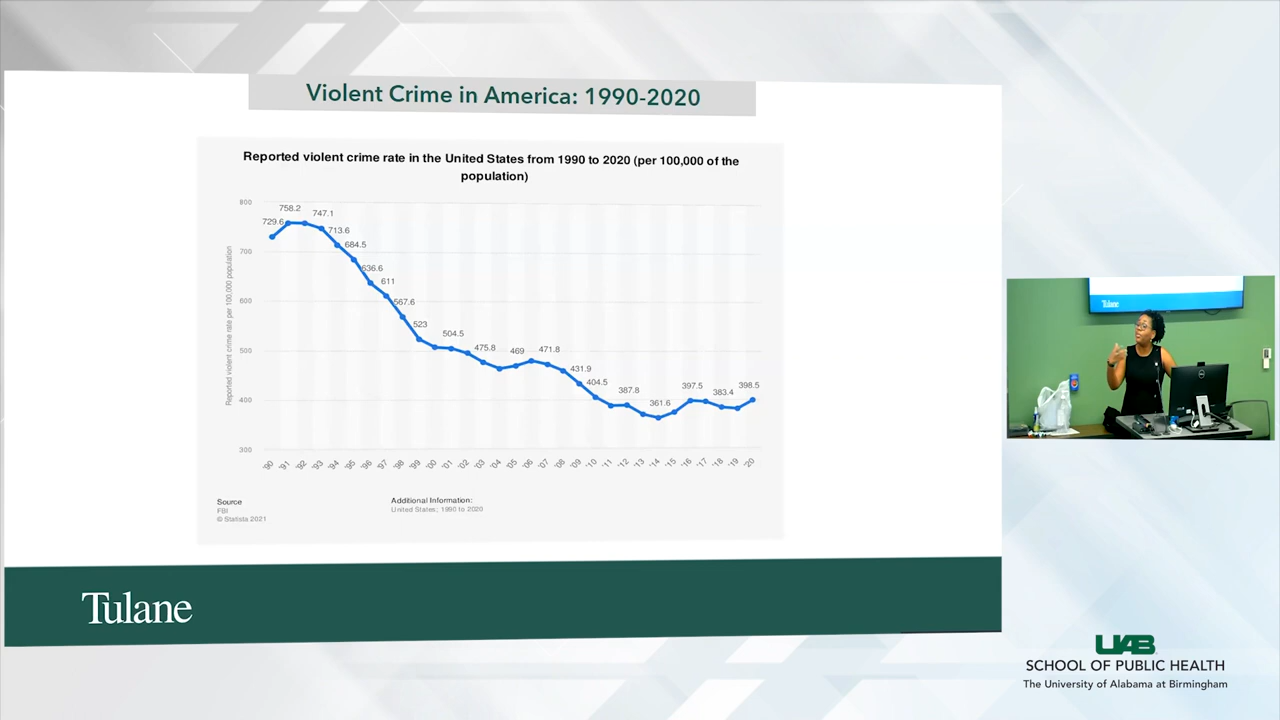 Violent Crime in America: 1990-2020
Reported violent crime rate in the United States from 1990 to 2020 (per 100,000 of the
population)
Reported violent crime rate per 100,000 population
800
700
600
500
400
300
729.6
758.2
747.1
713.6
684.5
636.6
611
567.6
523
504.5
475.8
469
471.8
431.9
404.5
387.8
361.6
397.5
383.4
398.5
'90 '91 '92 '93 '94 '95 '96 '97 '98 '99 '00 '01 '02 '03 '04 '05 '06 '07 '08 '09 '10 '11 '12 '13 '14 '15 '16 '17 '18 '19 '20
Source
FBI
© Statista 2021
Additional Information:
United States; 1990 to 2020
Tulane
Tulane
UAB
SCHOOL OF PUBLIC HEALTH
The University of Alabama at Birmingham